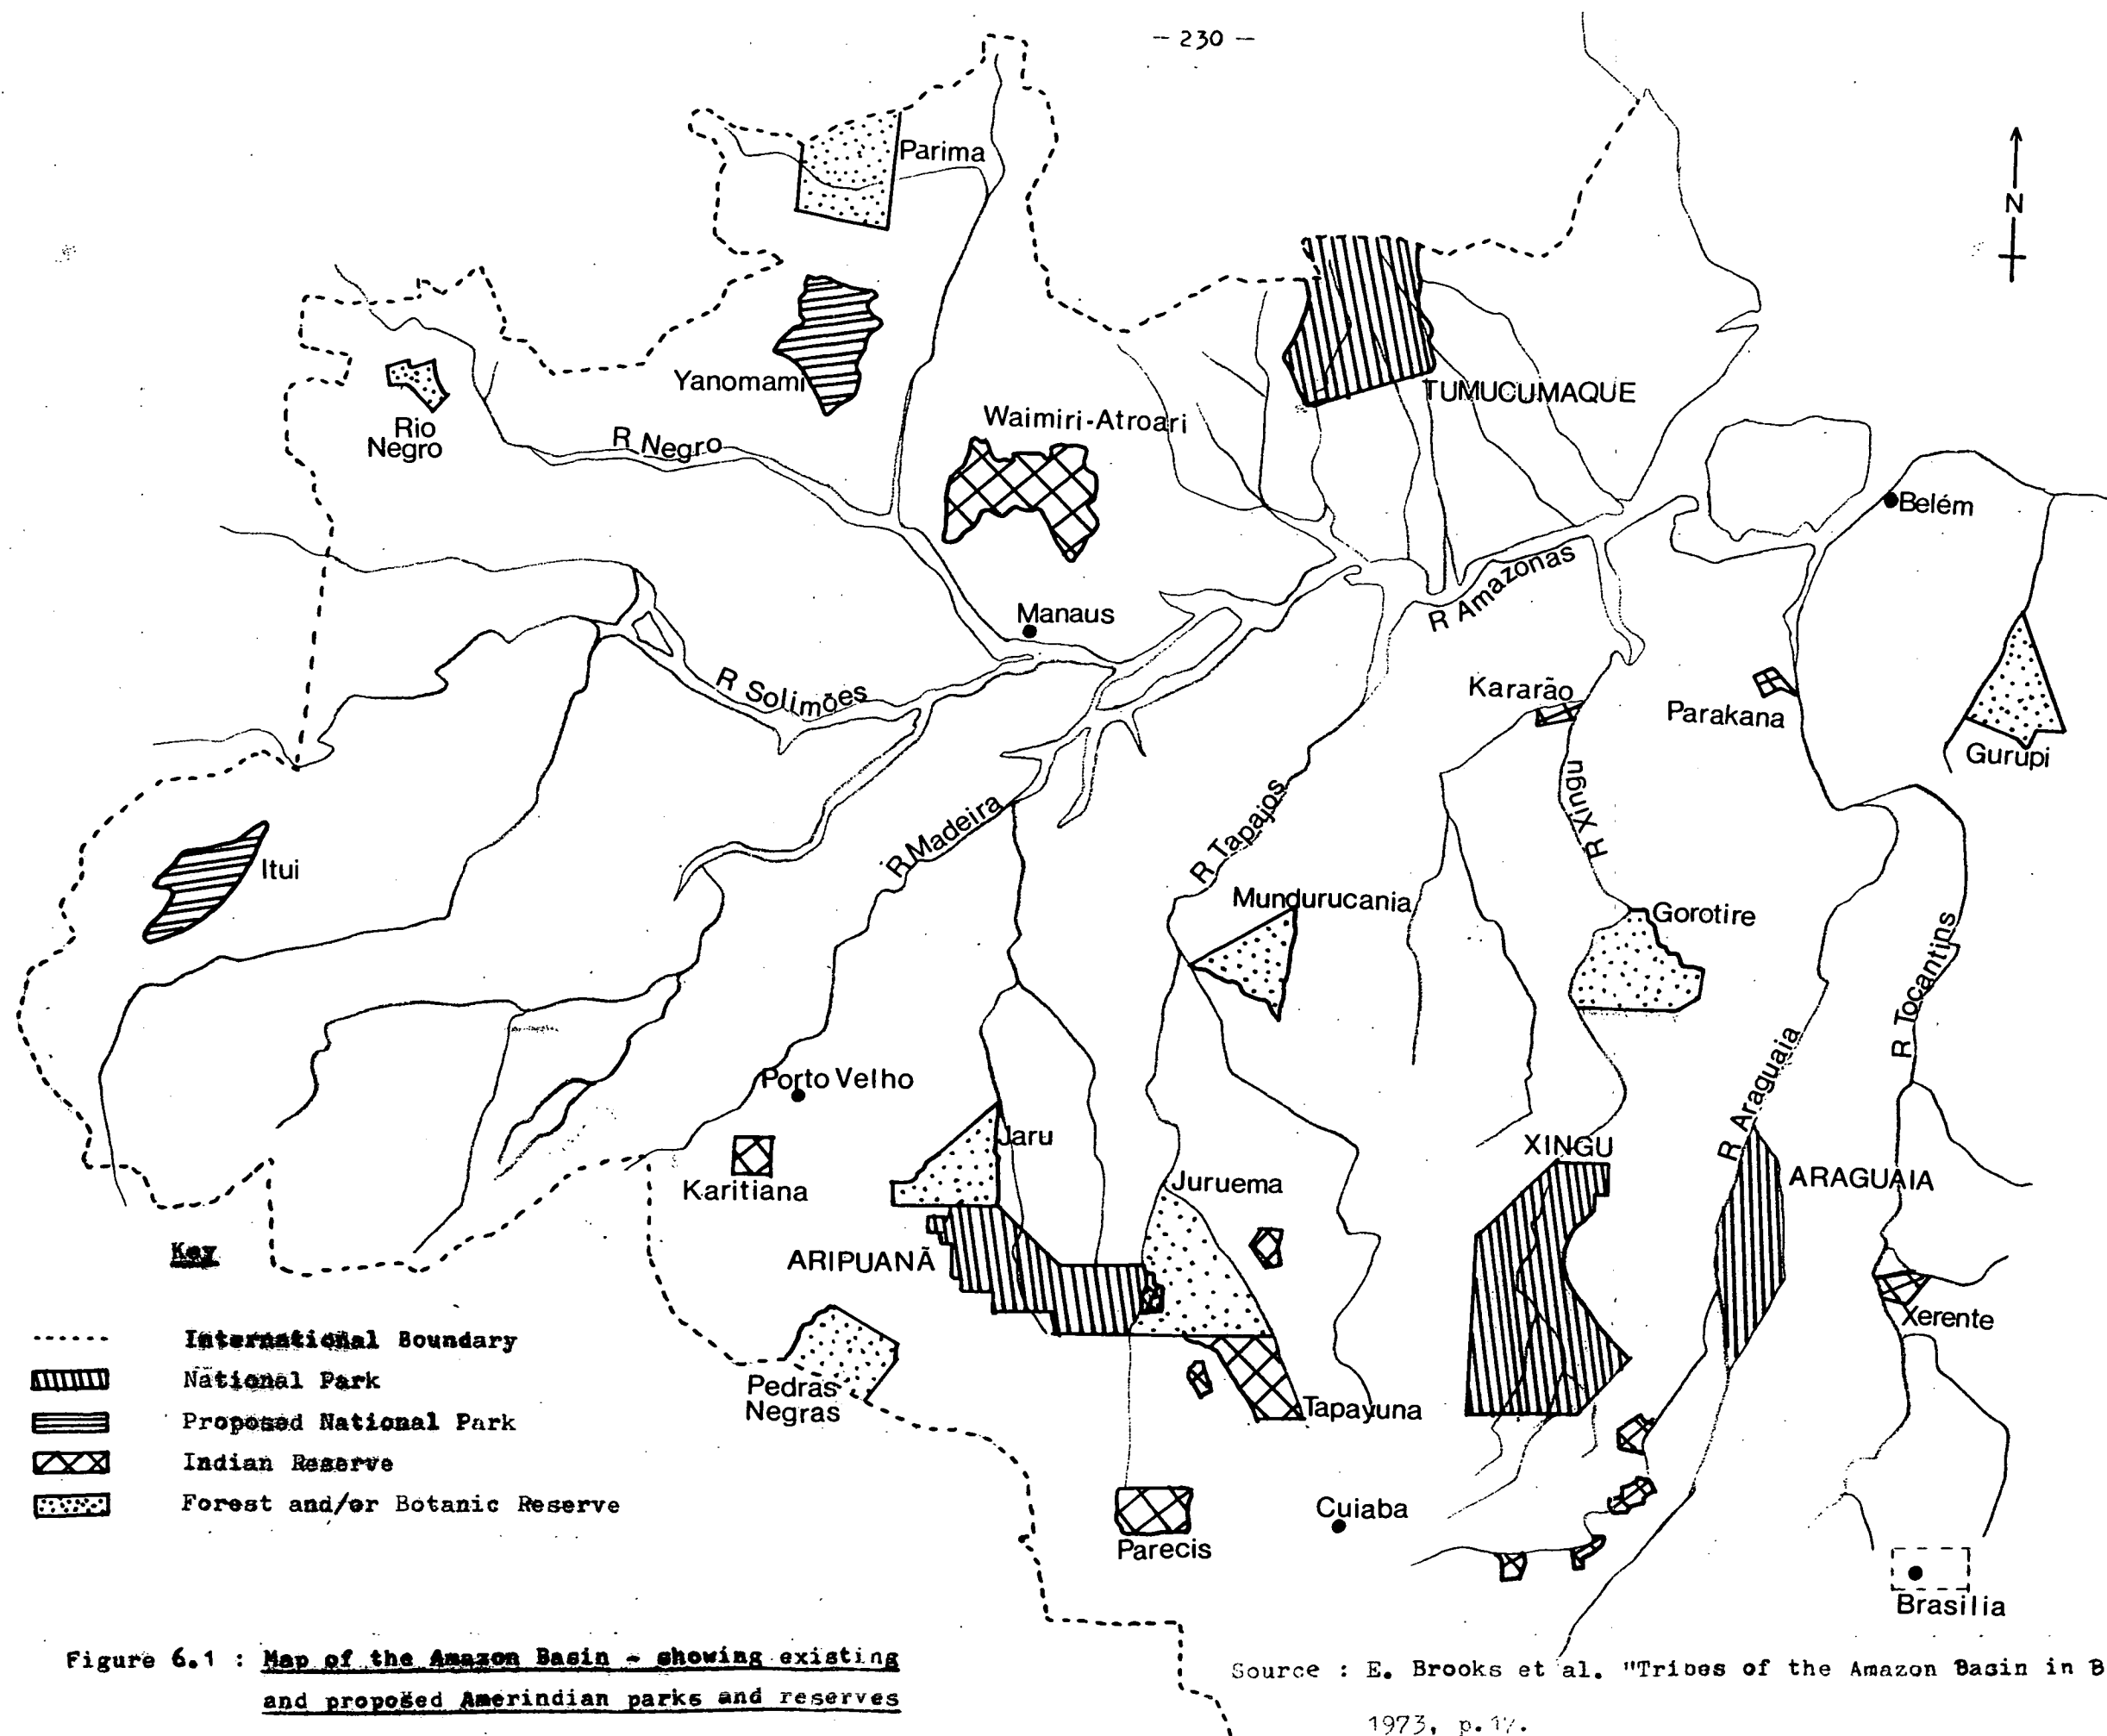 - 230 -
N
Parima
Yanomami
Rio
Negro
R Negro
Waimiri-Atroari
TUMUCUMAQUE
Belém
R Amazonas
Manaus
R Solimões
Kararão
Parakana
Gurupi
R Xingu
R Madeira
R Tapajos
Itui
Mundurucania
Gorotire
R Tocantins
R Araguaia
Porto Velho
Karitiana
Jaru
Juruema
XINGU
ARAGUAIA
ARIPUANÃ
Xerente
Pedras
Negras
Tapayuna
Parecis
Cuiaba
Brasilia
Key
International Boundary
National Park
Proposed National Park
Indian Reserve
Forest and/or Botanic Reserve
Figure 6.1 : Map of the Amazon Basin - showing existing
and proposed Amerindian parks and reserves
Source : E. Brooks et al. "Tribes of the Amazon Basin in B
1973, p.